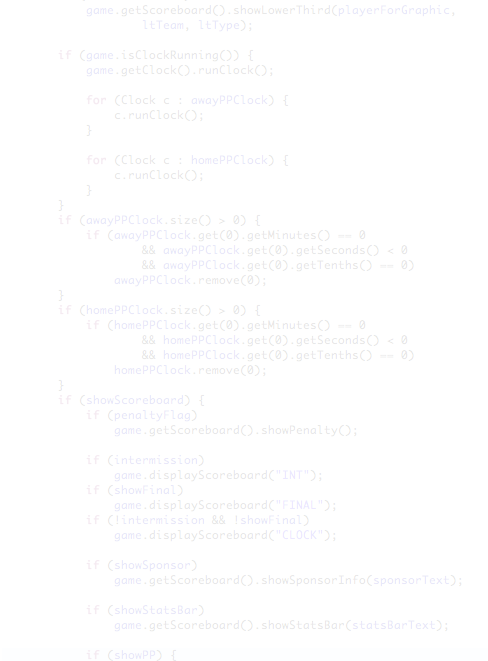 game.getScoreboard().showLowerThird(playerForGraphic,
ltTeam, ltType);
if (game.isClockRunning()) {
game.getClock().runClock();
for (Clock c : awayPPClock) {
c.runClock();
}
for (Clock c : homePPClock) {
c.runClock();
}
}
if (awayPPClock.size() > 0) {
if (awayPPClock.get(0).getMinutes() == 0
&& awayPPClock.get(0).getSeconds() < 0
&& awayPPClock.get(0).getTenths() == 0)
awayPPClock.remove(0);
}
if (homePPClock.size() > 0) {
if (homePPClock.get(0).getMinutes() == 0
&& homePPClock.get(0).getSeconds() < 0
&& homePPClock.get(0).getTenths() == 0)
homePPClock.remove(0);
}
if (showScoreboard) {
if (penaltyFlag)
game.getScoreboard().showPenalty();
if (intermission)
game.displayScoreboard("INT");
if (showFinal)
game.displayScoreboard("FINAL");
if (!intermission && !showFinal)
game.displayScoreboard("CLOCK");
if (showSponsor)
game.getScoreboard().showSponsorInfo(sponsorText);
if (showStatsBar)
game.getScoreboard().showStatsBar(statsBarText);
if (showPP) {